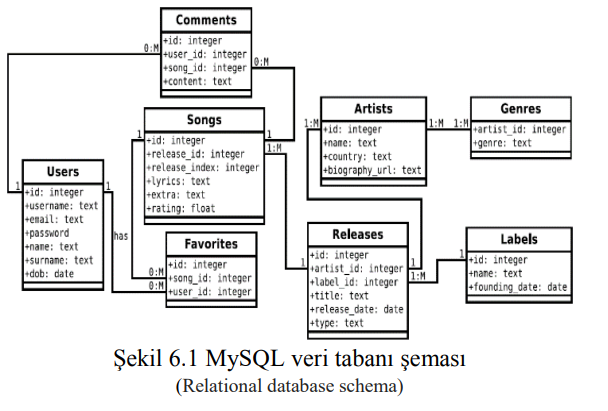 Comments
+id: integer
+user_id: integer
+song_id: integer
+content: text
0:M
0:M
Songs
+id: integer
+release_id: integer
+release_index: integer
+lyrics: text
+extra: text
+rating: float
1
1
1:M
Users
+id: integer
+username: text
+email: text
+password
+name: text
+surname: text
+dob: date
1
1
has
Favorites
+id: integer
+song_id: integer
+user_id: integer
0:M
0:M
Artists
+id: integer
+name: text
+country: text
+biography_url: text
1:M
1:M
1:M
Genres
+artist_id: integer
+genre: text
Releases
+id: integer
+artist_id: integer
+label_id: integer
+title: text
+release_date: date
+type: text
1
1
1:M
Labels
+id: integer
+name: text
+founding_date: date
1
Şekil 6.1 MySQL veri tabanı şeması
(Relational database schema)